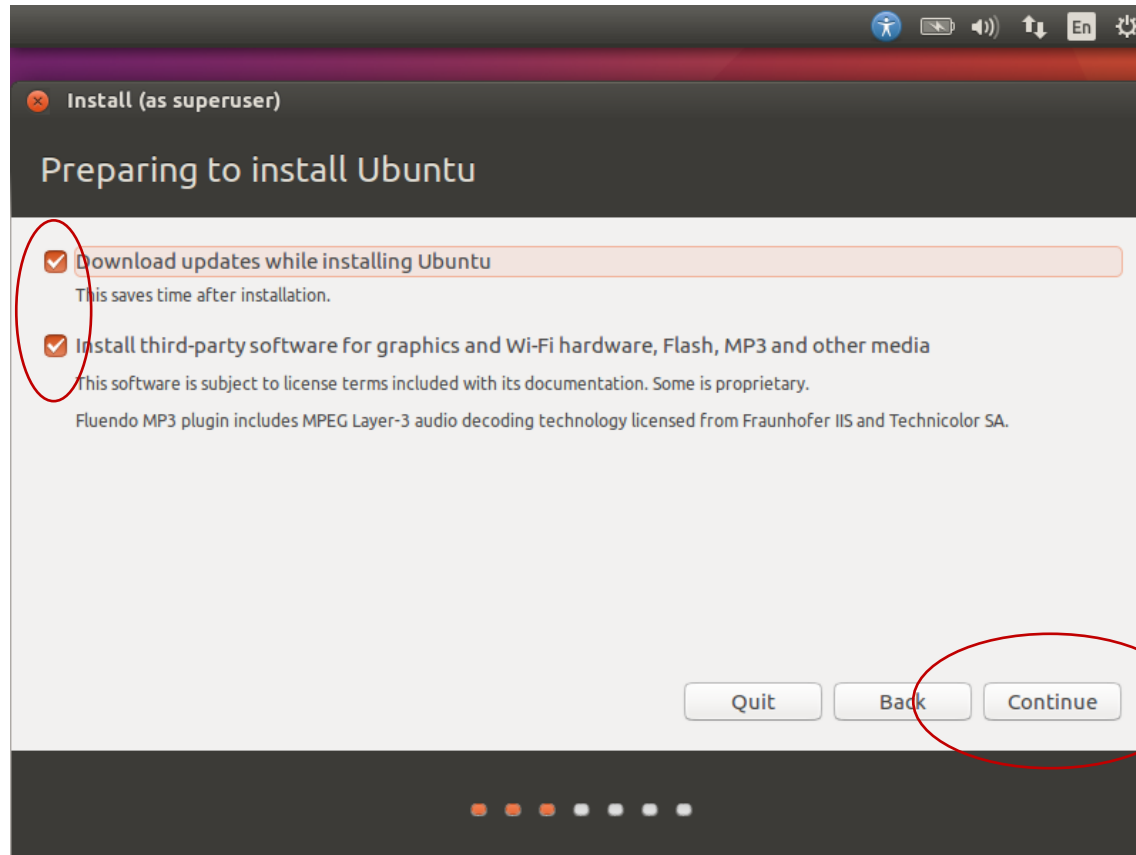 En
Install (as superuser)
Preparing to install Ubuntu
Download updates while installing Ubuntu
This saves time after installation.
Install third-party software for graphics and Wi-Fi hardware, Flash, MP3 and other media
This software is subject to license terms included with its documentation. Some is proprietary.
Fluendo MP3 plugin includes MPEG Layer-3 audio decoding technology licensed from Fraunhofer IIS and Technicolor SA.
Quit Back Continue